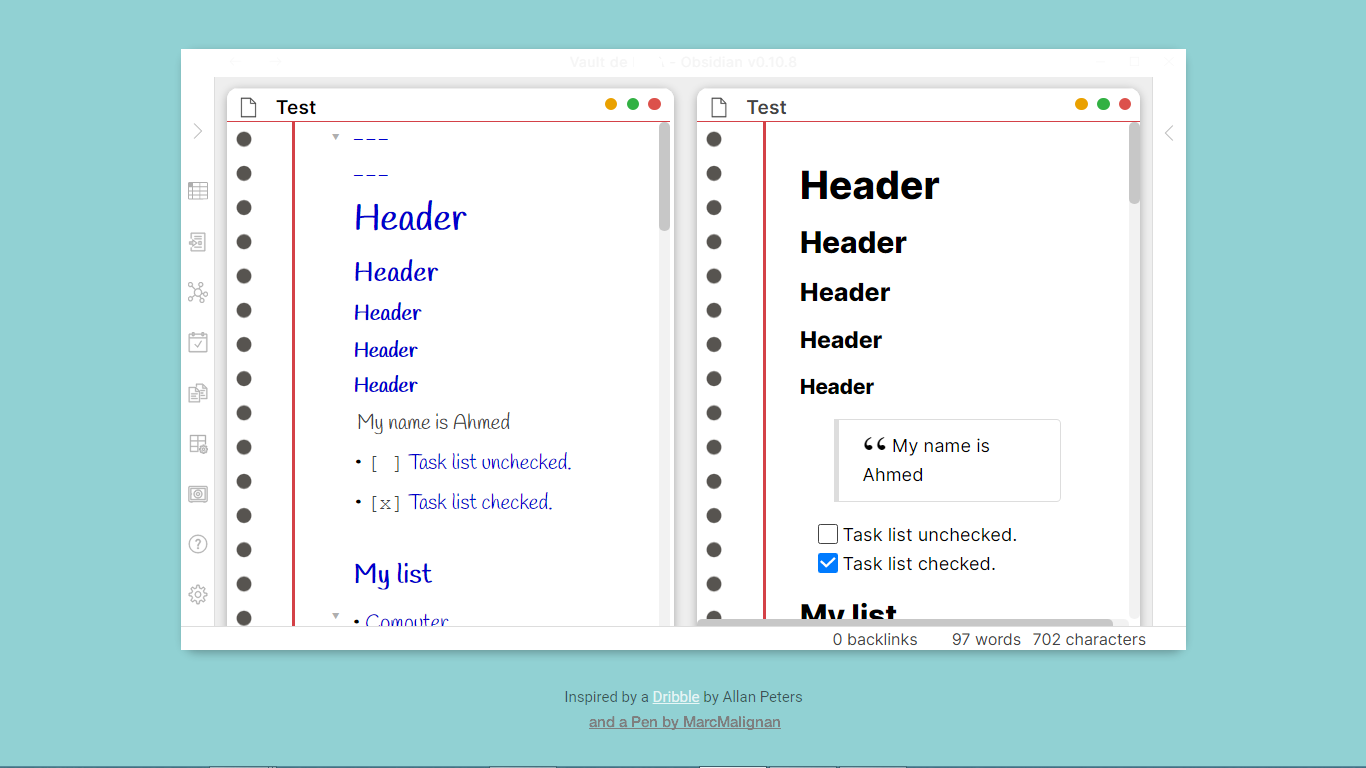 Vault de - Obsidian v0.10.8
Test
---
---
Header
Header
Header
Header
Header
My name is Ahmed
• [ ] Task list unchecked.
• [x] Task list checked.
My list
• Computer
Test
Header
Header
Header
Header
Header
“ My name is
Ahmed
Task list unchecked.
Task list checked.
My list
0 backlinks 97 words 702 characters
Inspired by a Dribble by Allan Peters
and a Pen by MarcMalignan